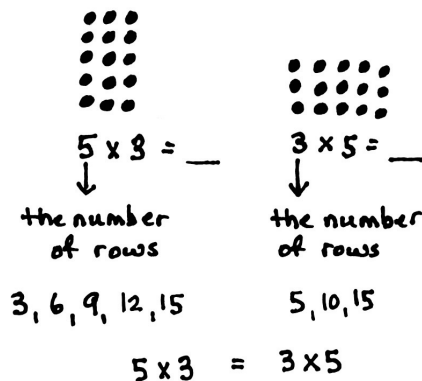 5 x 3 = __
3 x 5 = __
the number
of rows
the number
of rows
3, 6, 9, 12, 15
5, 10, 15
5 x 3 = 3 x 5